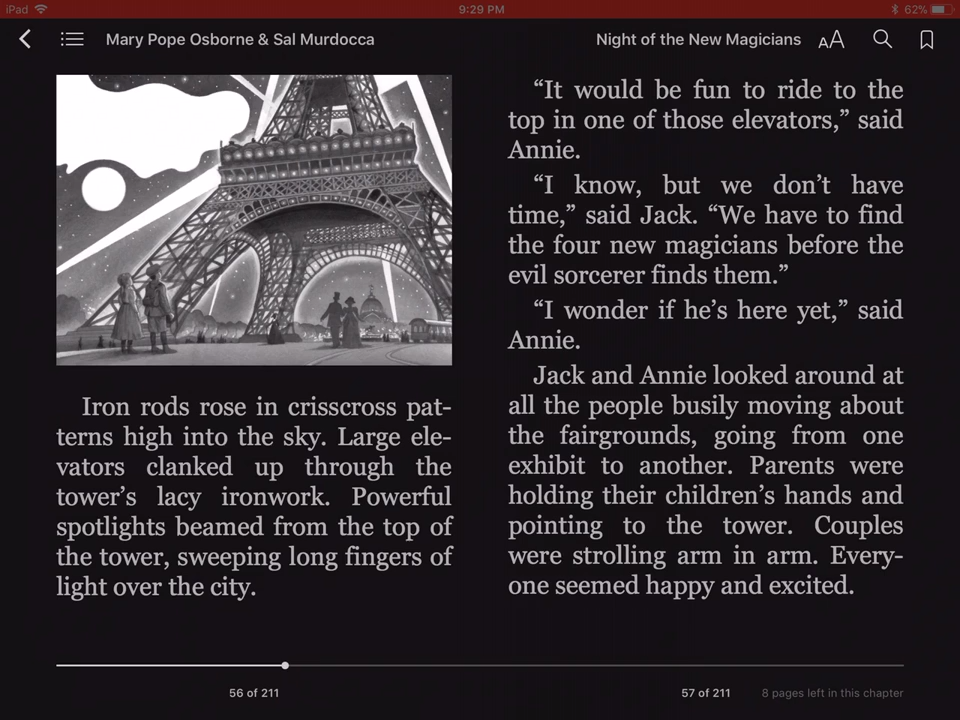 iPad
9:29 PM
62%
Mary Pope Osborne & Sal Murdocca
Night of the New Magicians
AA
Iron rods rose in crisscross pat-
terns high into the sky. Large ele-
vators clanked up through the
tower’s lacy ironwork. Powerful
spotlights beamed from the top of
the tower, sweeping long fingers of
light over the city.
“It would be fun to ride to the
top in one of those elevators,” said
Annie.
“I know, but we don’t have
time,” said Jack. “We have to find
the four new magicians before the
evil sorcerer finds them.”
“I wonder if he’s here yet,” said
Annie.
Jack and Annie looked around at
all the people busily moving about
the fairgrounds, going from one
exhibit to another. Parents were
holding their children’s hands and
pointing to the tower. Couples
were strolling arm in arm. Every-
one seemed happy and excited.
56 of 211
57 of 211
8 pages left in this chapter